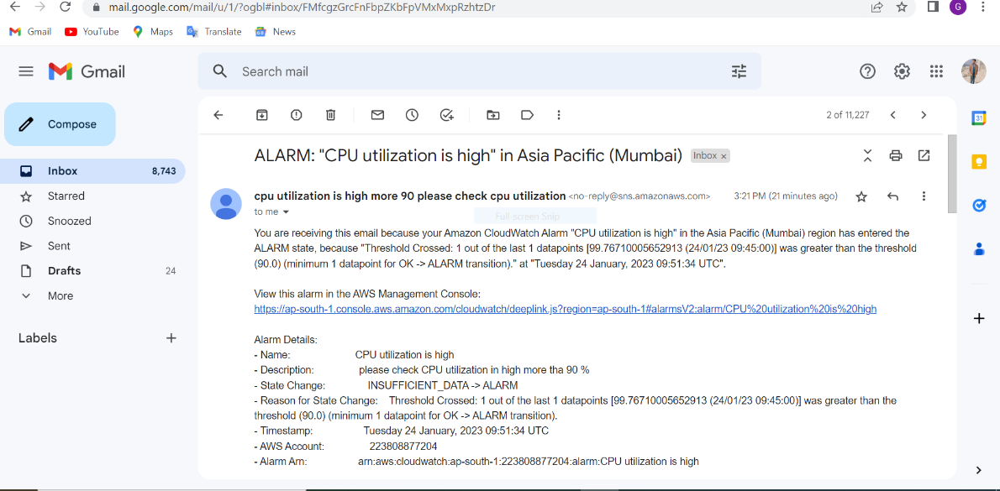 mail.google.com/mail/u/1/?ogbl#inbox/FMfcgzGrcFnFbpZKbFpVMxMxpRzhtzDr
G
Gmail YouTube Maps Translate News
Gmail
Search mail
Compose
2 of 11,227
31
Inbox 8,743
Starred
Snoozed
Sent
Drafts 24
More
Labels
ALARM: "CPU utilization is high" in Asia Pacific (Mumbai) Inbox x
cpu utilization is high more 90 please check cpu utilization <no-reply@sns.amazonaws.com> 3:21 PM (21 minutes ago)
to me
Full-screen Snip
You are receiving this email because your Amazon CloudWatch Alarm "CPU utilization is high" in the Asia Pacific (Mumbai) region has entered the
ALARM state, because "Threshold Crossed: 1 out of the last 1 datapoints [99.76710005652913 (24/01/23 09:45:00)] was greater than the threshold
(90.0) (minimum 1 datapoint for OK -> ALARM transition)." at "Tuesday 24 January, 2023 09:51:34 UTC".
View this alarm in the AWS Management Console:
https://ap-south-1.console.aws.amazon.com/cloudwatch/deeplink.js?region=ap-south-1#alarmsV2:alarm/CPU%20utilization%20is%20high
Alarm Details:
- Name: CPU utilization is high
- Description: please check CPU utilization in high more tha 90 %
- State Change: INSUFFICIENT_DATA -> ALARM
- Reason for State Change: Threshold Crossed: 1 out of the last 1 datapoints [99.76710005652913 (24/01/23 09:45:00)] was greater than the
threshold (90.0) (minimum 1 datapoint for OK -> ALARM transition).
- Timestamp: Tuesday 24 January, 2023 09:51:34 UTC
- AWS Account: 223808877204
- Alarm Arn: arn:aws:cloudwatch:ap-south-1:223808877204:alarm:CPU utilization is high